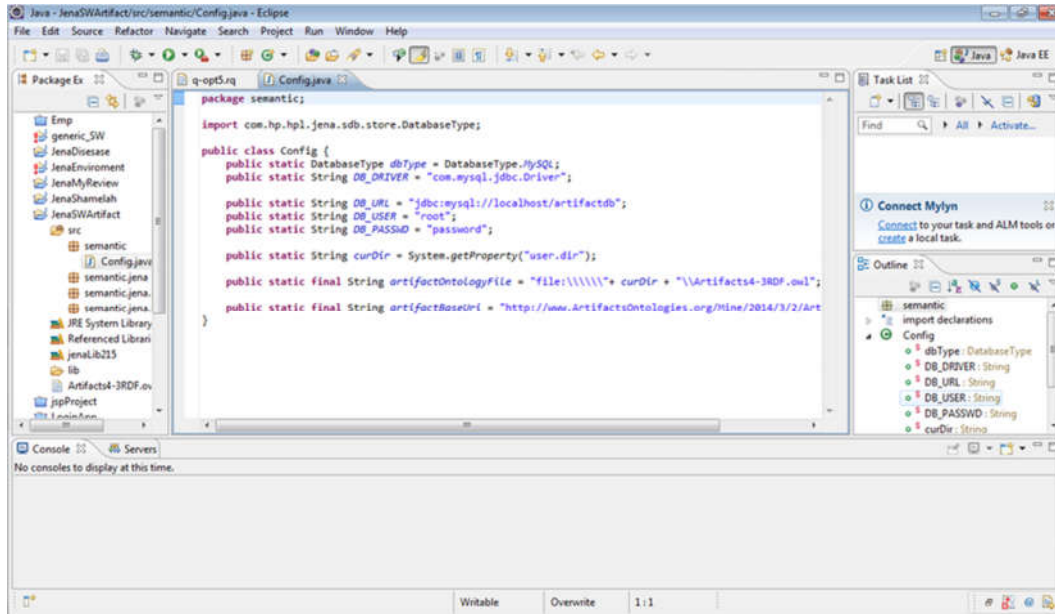 Java - JenaSWArtifact/src/semantic/Config.java - Eclipse
File Edit Source Refactor Navigate Search Project Run Window Help
Java Java EE
Package Ex
Emp
generic_SW
JenaDisesase
JenaEnviroment
JenaMyReview
JenaShamelah
JenaSWArtifact
src
semantic
Config.java
semantic.jena
semantic.jena.
semantic.jena.
JRE System Library
Referenced Librari
jenaLib215
lib
Artifacts4-3RDF.ov
jspProject
LoginApp
q-opt5.rq Config.java
package semantic;
import com.hp.hpl.jena.sdb.store.DatabaseType;
public class Config {
public static DatabaseType dbType = DatabaseType.MySQL;
public static String DB_DRIVER = "com.mysql.jdbc.Driver";
public static String DB_URL = "jdbc:mysql://localhost/artifactdb";
public static String DB_USER = "root";
public static String DB_PASSWD = "password";
public static String curDir = System.getProperty("user.dir");
public static final String artifactOntologyFile = "file:\\\\\\"+ curDir + "\\Artifacts4-3RDF.owl";
public static final String artifactBaseUri = "http://www.ArtifactsOntologies.org/Mine/2014/3/2/Art
}
Task List
Find All Activate...
Connect Mylyn
Connect to your task and ALM tools or
create a local task.
Outline
semantic
import declarations
Config
dbType : DatabaseType
DB_DRIVER : String
DB_URL : String
DB_USER : String
DB_PASSWD : String
curDir : String
Console Servers
No consoles to display at this time.
Writable Overwrite 1:1